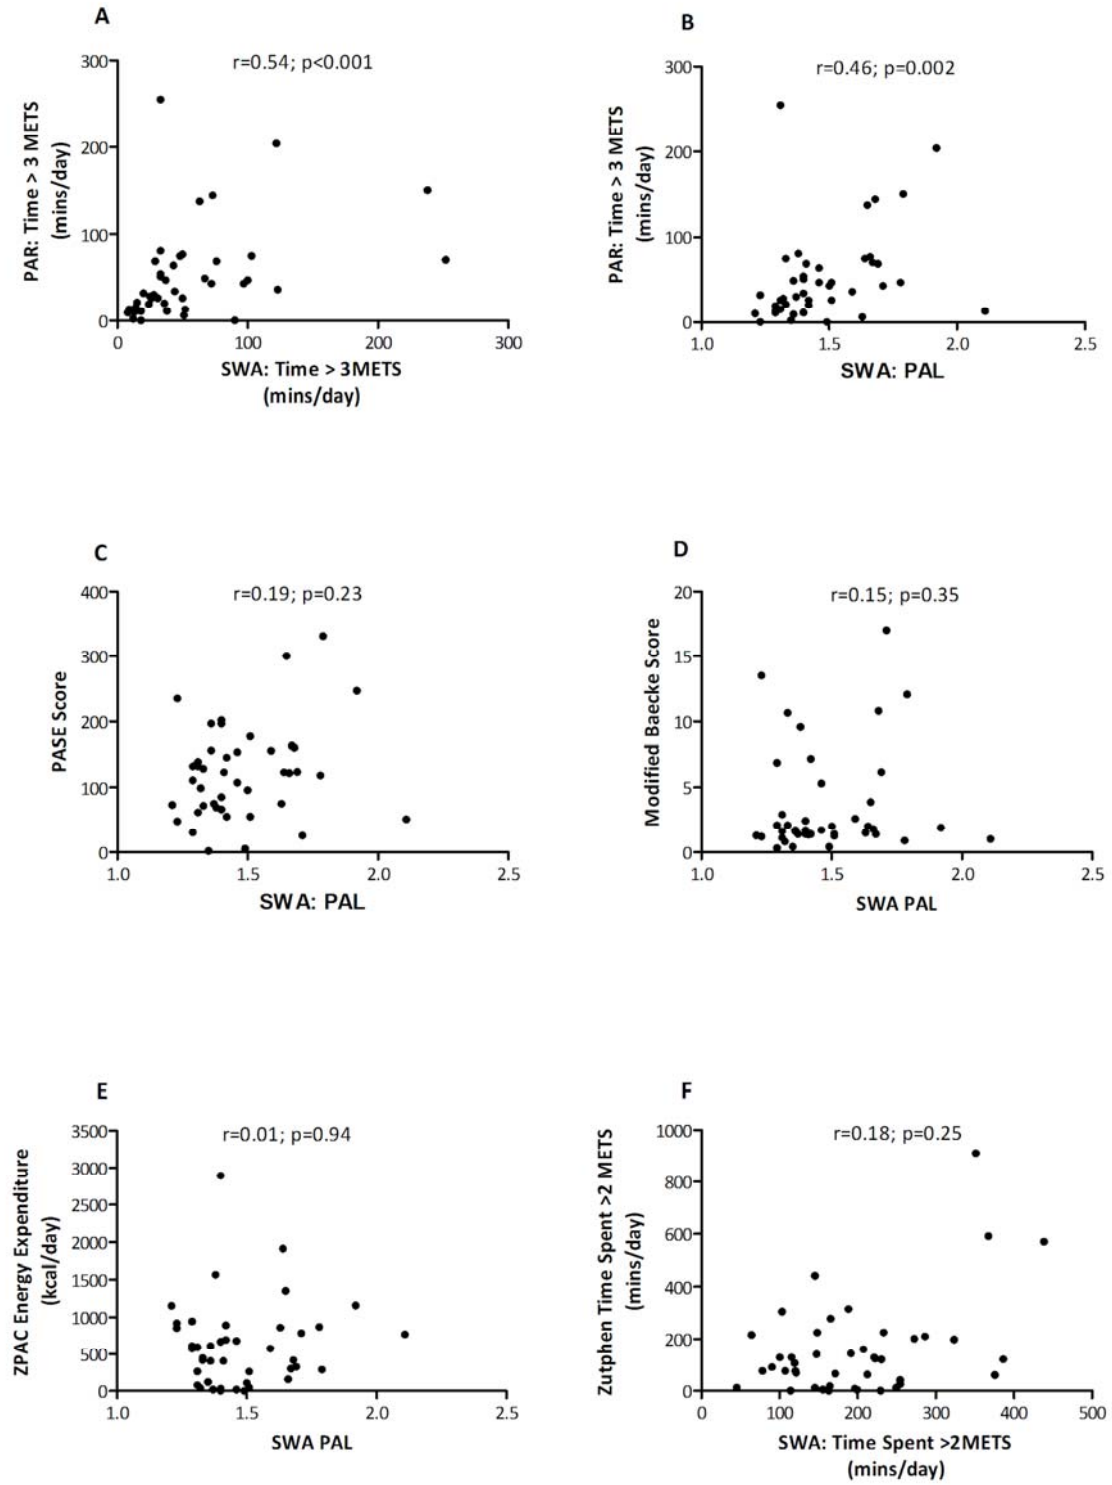 A
r=0.54; p<0.001
300
200
100
0
PAR: Time > 3 METS
(mins/day)
0 100 200 300
SWA: Time > 3METS
(mins/day)
B
r=0.46; p=0.002
300
200
100
0
PAR: Time > 3 METS
(mins/day)
1.0 1.5 2.0 2.5
SWA: PAL
C
r=0.19; p=0.23
400
300
200
100
0
PASE Score
1.0 1.5 2.0 2.5
SWA: PAL
D
r=0.15; p=0.35
20
15
10
5
0
Modified Baecke Score
1.0 1.5 2.0 2.5
SWA PAL
E
r=0.01; p=0.94
3500
3000
2500
2000
1500
1000
500
0
ZPAC Energy Expenditure
(kcal/day)
1.0 1.5 2.0 2.5
SWA PAL
F
r=0.18; p=0.25
1000
800
600
400
200
0
Zutphen Time Spent >2 METS
(mins/day)
0 100 200 300 400 500
SWA: Time Spent >2METS
(mins/day)